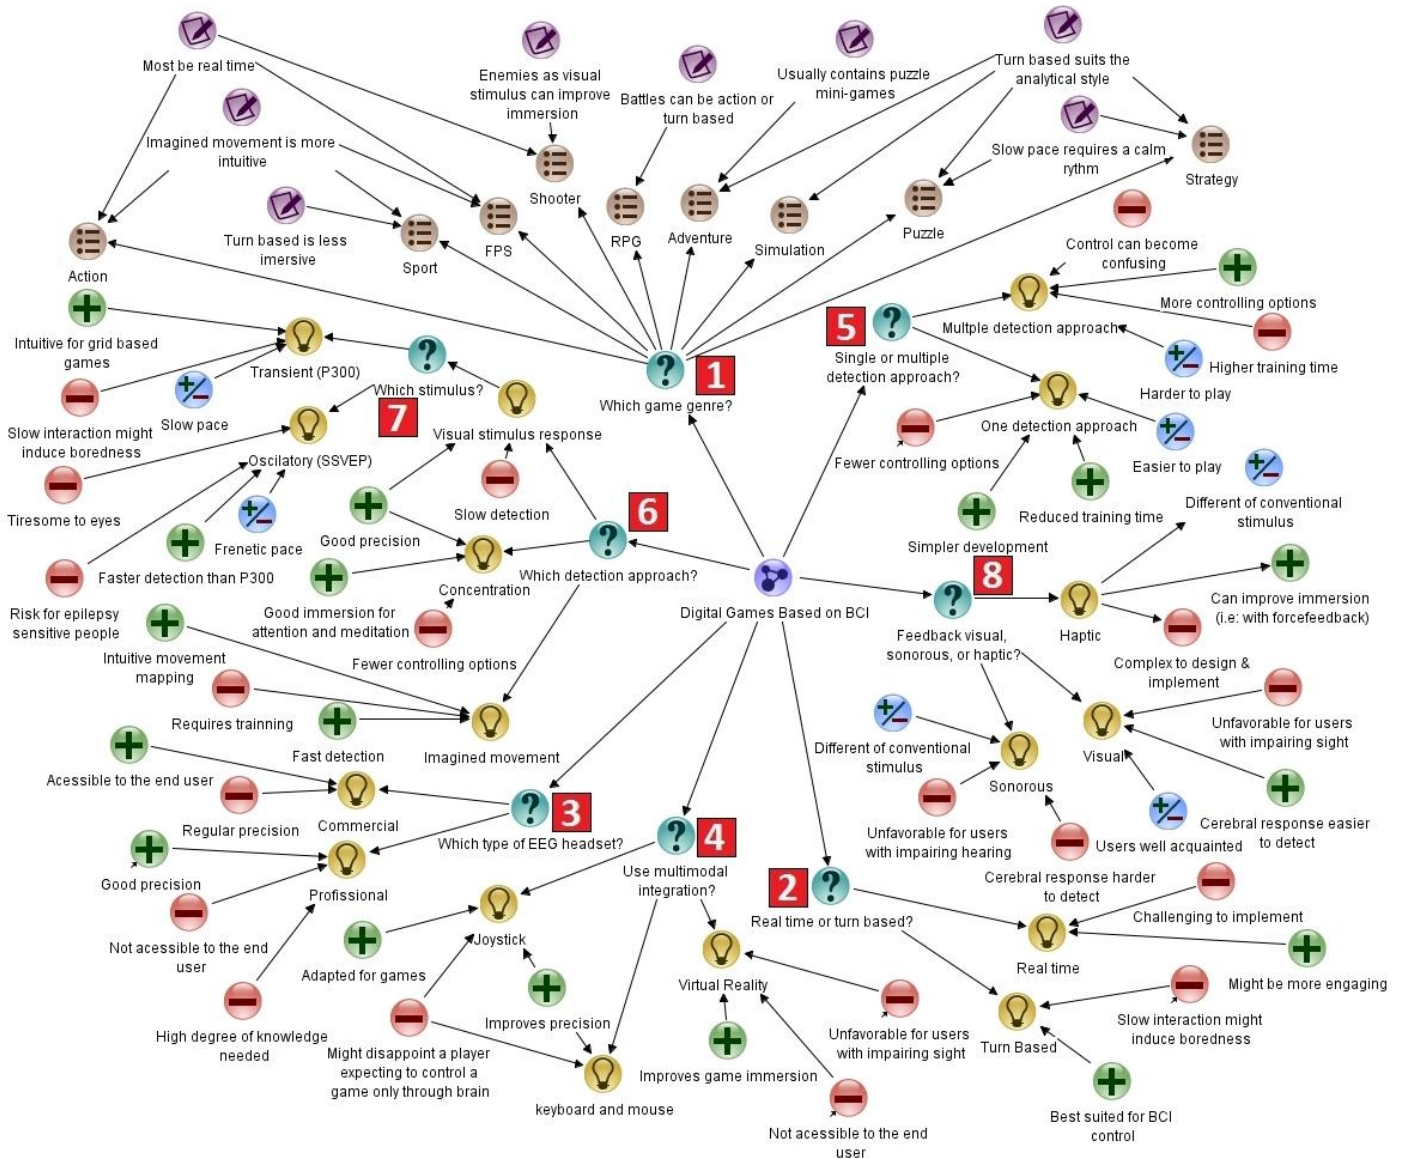 Most be real time
Enemies as visual
stimulus can improve
immersion
Battles can be action or
turn based
Usually contains puzzle
mini-games
Turn based suits the
analytical style
Imagined movement is more
intuitive
Slow pace requires a calm
rythm
Turn based is less
imersive
Action
Sport
FPS
Shooter
RPG
Adventure
Simulation
Puzzle
Strategy
1
Which game genre?
Intuitive for grid based
games
Slow interaction might
induce boredness
Slow pace
Transient (P300)
Which stimulus?
7
Visual stimulus response
Oscilatory (SSVEP)
Tiresome to eyes
Frenetic pace
Faster detection than P300
Risk for epilepsy
sensitive people
Good precision
Slow detection
6
Which detection approach?
Concentration
Good immersion for
attention and meditation
Fewer controlling options
Intuitive movement
mapping
Requires trainning
Fast detection
Imagined movement
5
Single or multiple
detection approach?
Control can become
confusing
More controlling options
Multple detection approach
Higher training time
Harder to play
One detection approach
Fewer controlling options
Easier to play
Reduced training time
Simpler development
Digital Games Based on BCI
8
Feedback visual,
sonorous, or haptic?
Different of conventional
stimulus
Can improve immersion
(i.e: with forcefeedback)
Haptic
Complex to design &
implement
Unfavorable for users
with impairing sight
Visual
Users well acquainted
Cerebral response easier
to detect
Different of conventional
stimulus
Sonorous
Unfavorable for users
with impairing hearing
Cerebral response harder
to detect
Acessible to the end user
Regular precision
Commercial
3
Which type of EEG headset?
Good precision
Profissional
Not acessible to the end
user
High degree of knowledge
needed
4
Use multimodal
integration?
Joystick
Adapted for games
Improves precision
Might disappoint a player
expecting to control a
game only through brain
keyboard and mouse
Virtual Reality
Improves game immersion
Unfavorable for users
with impairing sight
Not acessible to the end
user
2
Real time or turn based?
Challenging to implement
Real time
Might be more engaging
Turn Based
Slow interaction might
induce boredness
Best suited for BCI
control